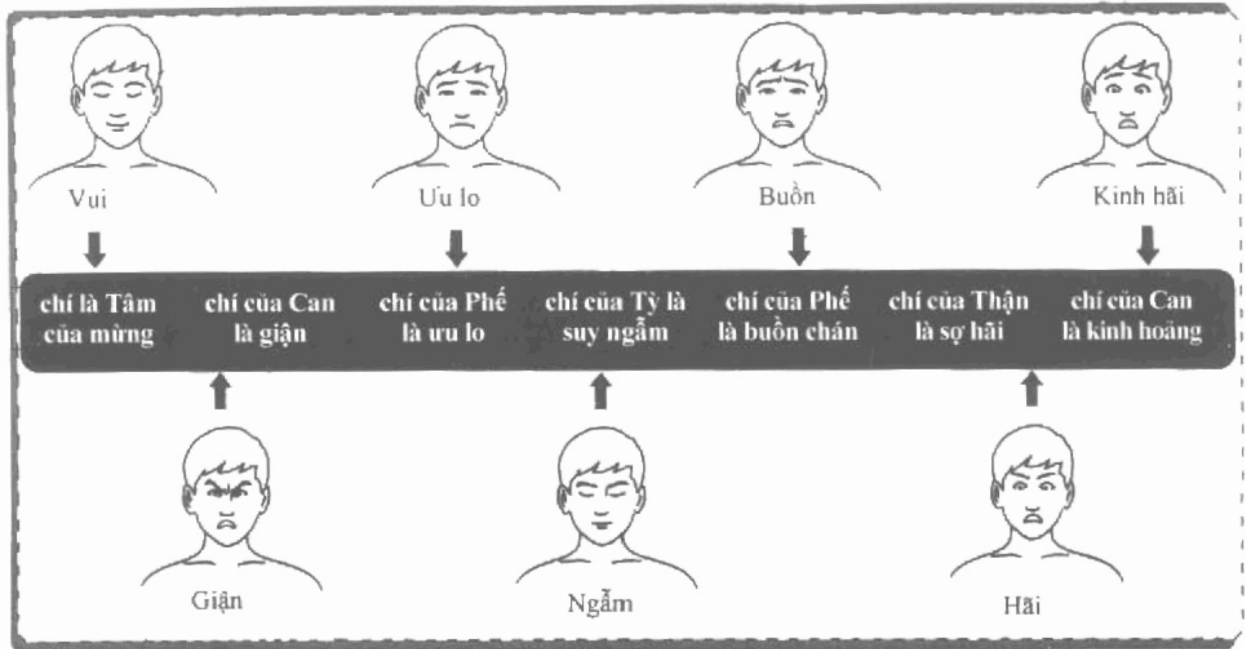 Vui
Ưu lo
Buồn
Kinh hãi
chí là Tâm
của mừng
chí của Can
là giận
chí của Phế
là ưu lo
chí của Tỳ là
suy ngẫm
chí của Phế
là buồn chán
chí của Thận
là sợ hãi
chí của Can
là kinh hoảng
Giận
Ngẫm
Hãi